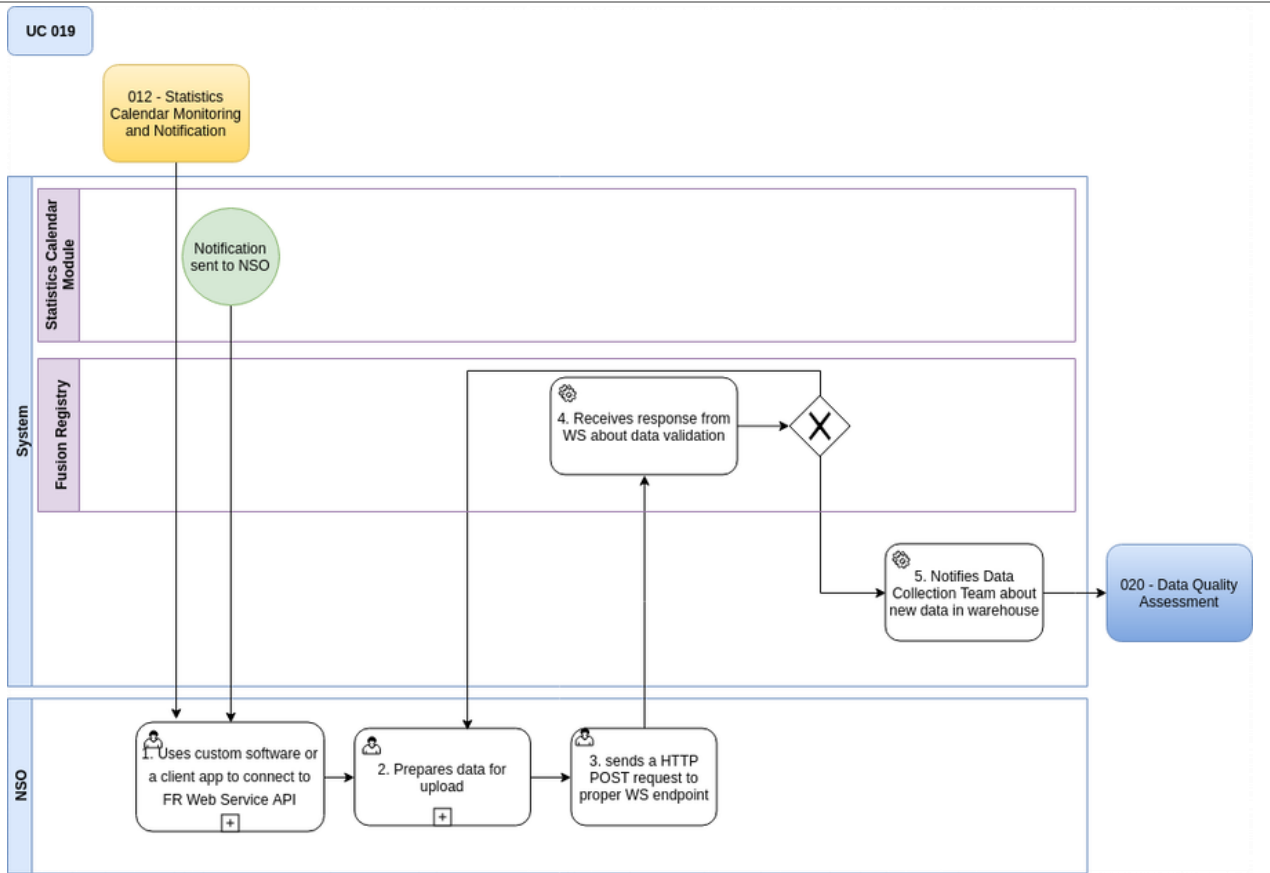 UC 019
012 - Statistics
Calendar Monitoring
and Notification
Statistics Calendar
Module
Notification
sent to NSO
System
Fusion Registry
4. Receives response from
WS about data validation
5. Notifies Data
Collection Team about
new data in warehouse
020 - Data Quality
Assessment
NSO
1. Uses custom software or
a client app to connect to
FR Web Service API
2. Prepares data for
upload
3. sends a HTTP
POST request to
proper WS endpoint